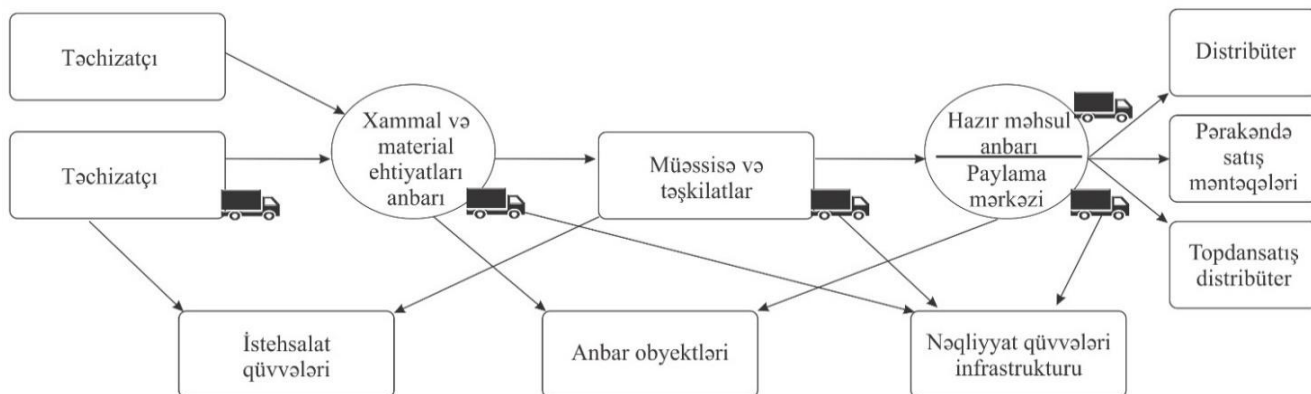 Təchizatçı
Təchizatçı
Xammal və
material
ehtiyatları
anbarı
Müəssisə və
təşkilatlar
Hazır məhsul
anbarı
Paylama
mərkəzi
Distribüter
Pərakəndə
satış
məntəqələri
Topdansatış
distribüter
İstehsalat
qüvvələri
Anbar obyektləri
Nəqliyyat qüvvələri
infrastrukturu